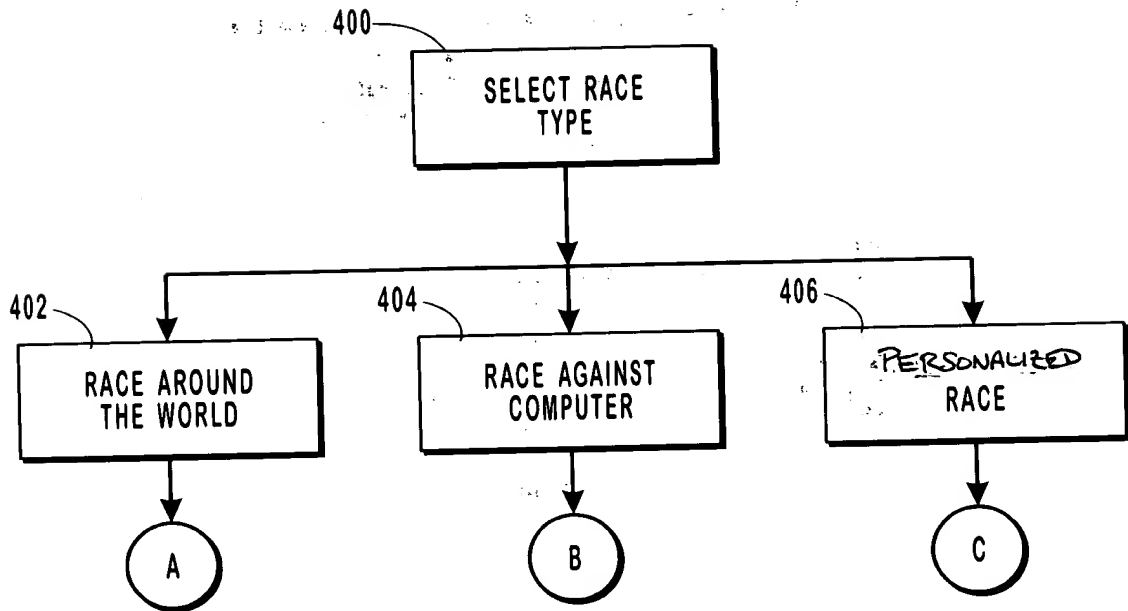 400
SELECT RACE
TYPE
402
404
406
RACE AROUND
THE WORLD
RACE AGAINST
COMPUTER
PERSONALIZED
RACE
A
B
C